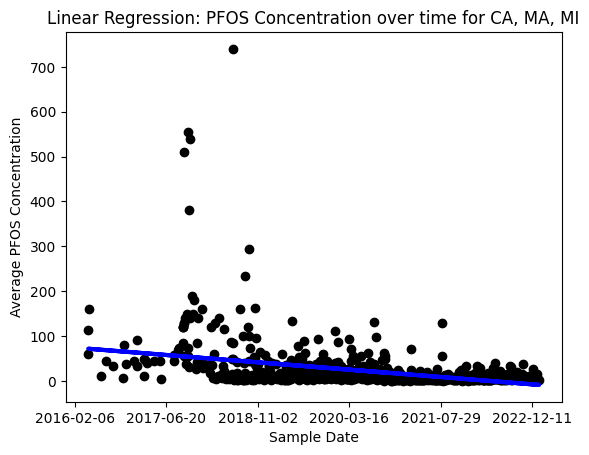 Linear Regression: PFOS Concentration over time for CA, MA, MI
700
600
500
400
300
200
100
0
Average PFOS Concentration
2016-02-06 2017-06-20 2018-11-02 2020-03-16 2021-07-29 2022-12-11
Sample Date